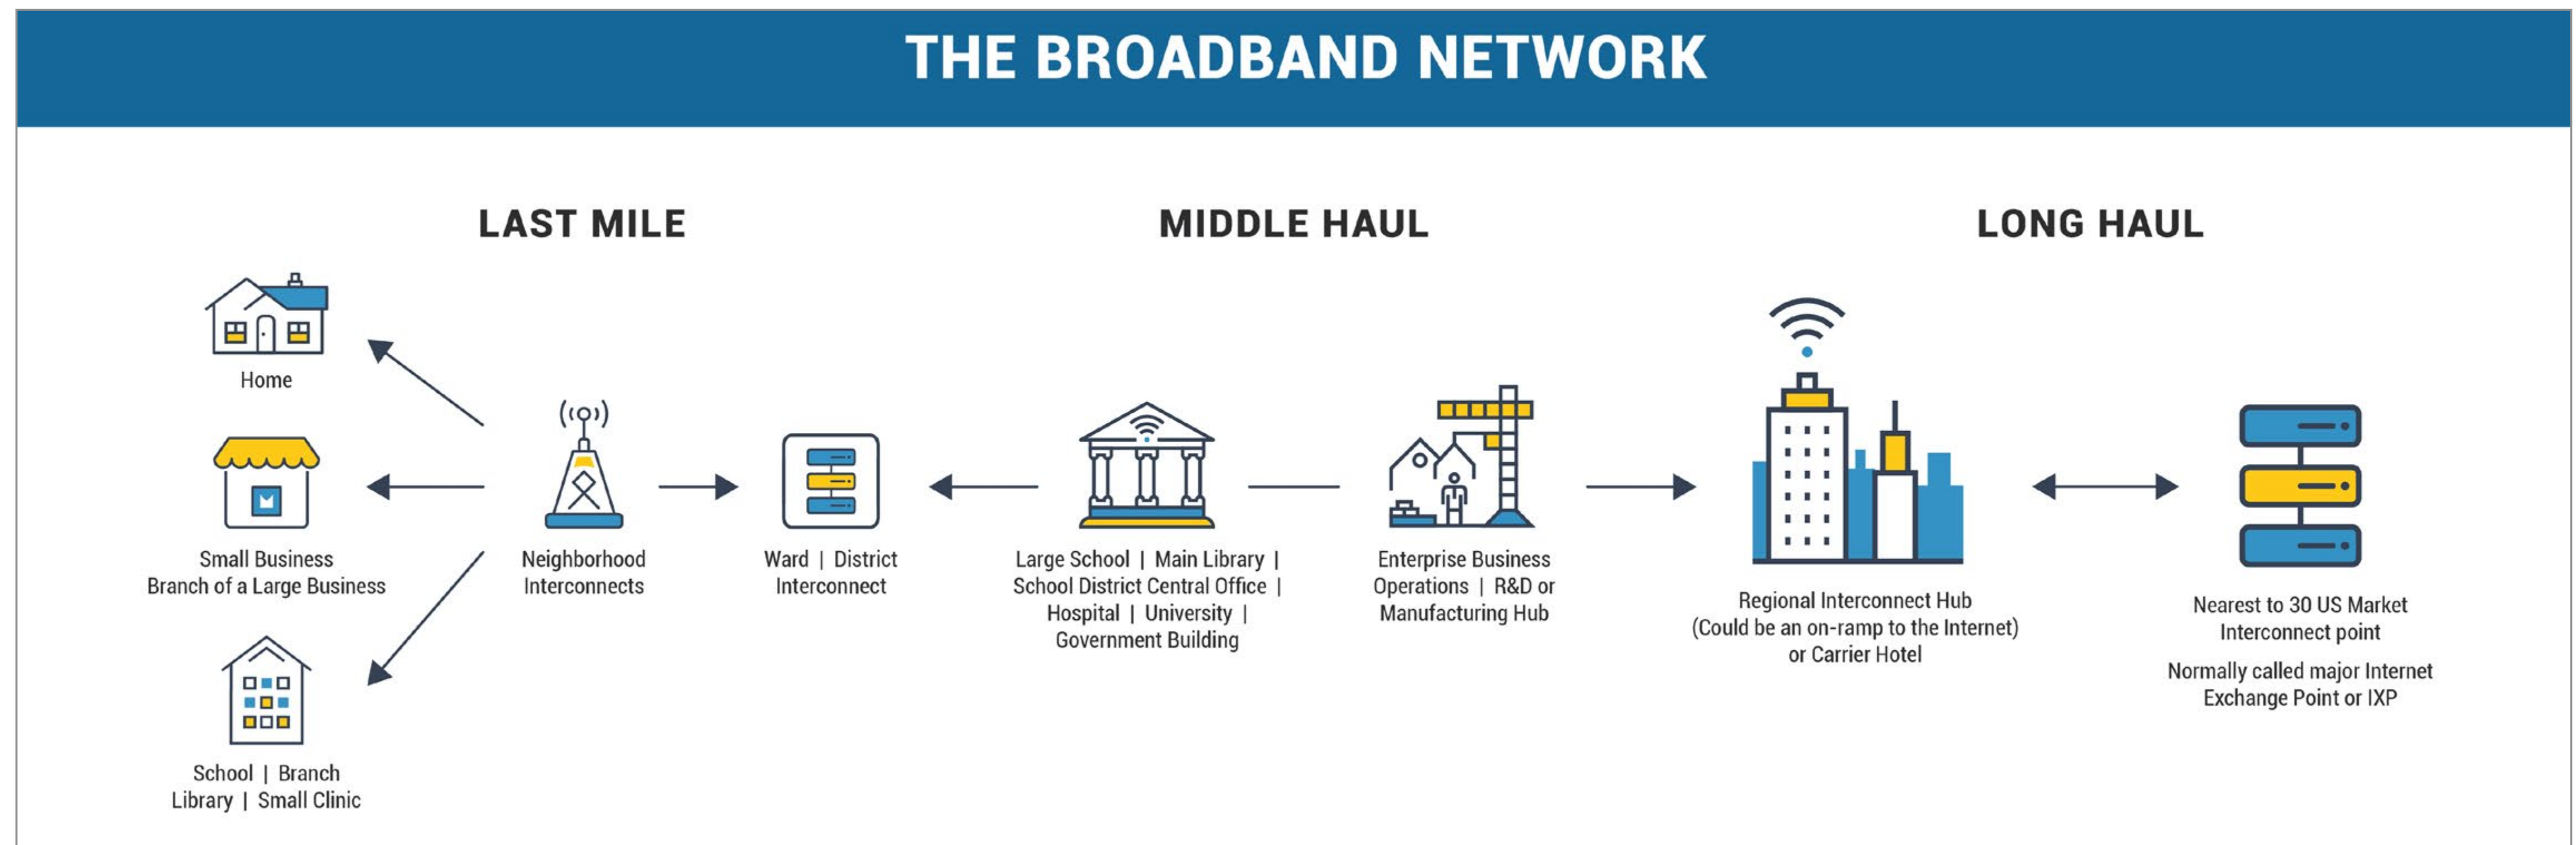 THE BROADBAND NETWORK
LAST MILE
MIDDLE HAUL
LONG HAUL
Home
Small Business
Branch of a Large Business
School | Branch
Library | Small Clinic
Neighborhood
Interconnects
Ward | District
Interconnect
Large School | Main Library |
School District Central Office |
Hospital | University |
Government Building
Enterprise Business
Operations | R&D or
Manufacturing Hub
Regional Interconnect Hub
(Could be an on-ramp to the Internet)
or Carrier Hotel
Nearest to 30 US Market
Interconnect point
Normally called major Internet
Exchange Point or IXP